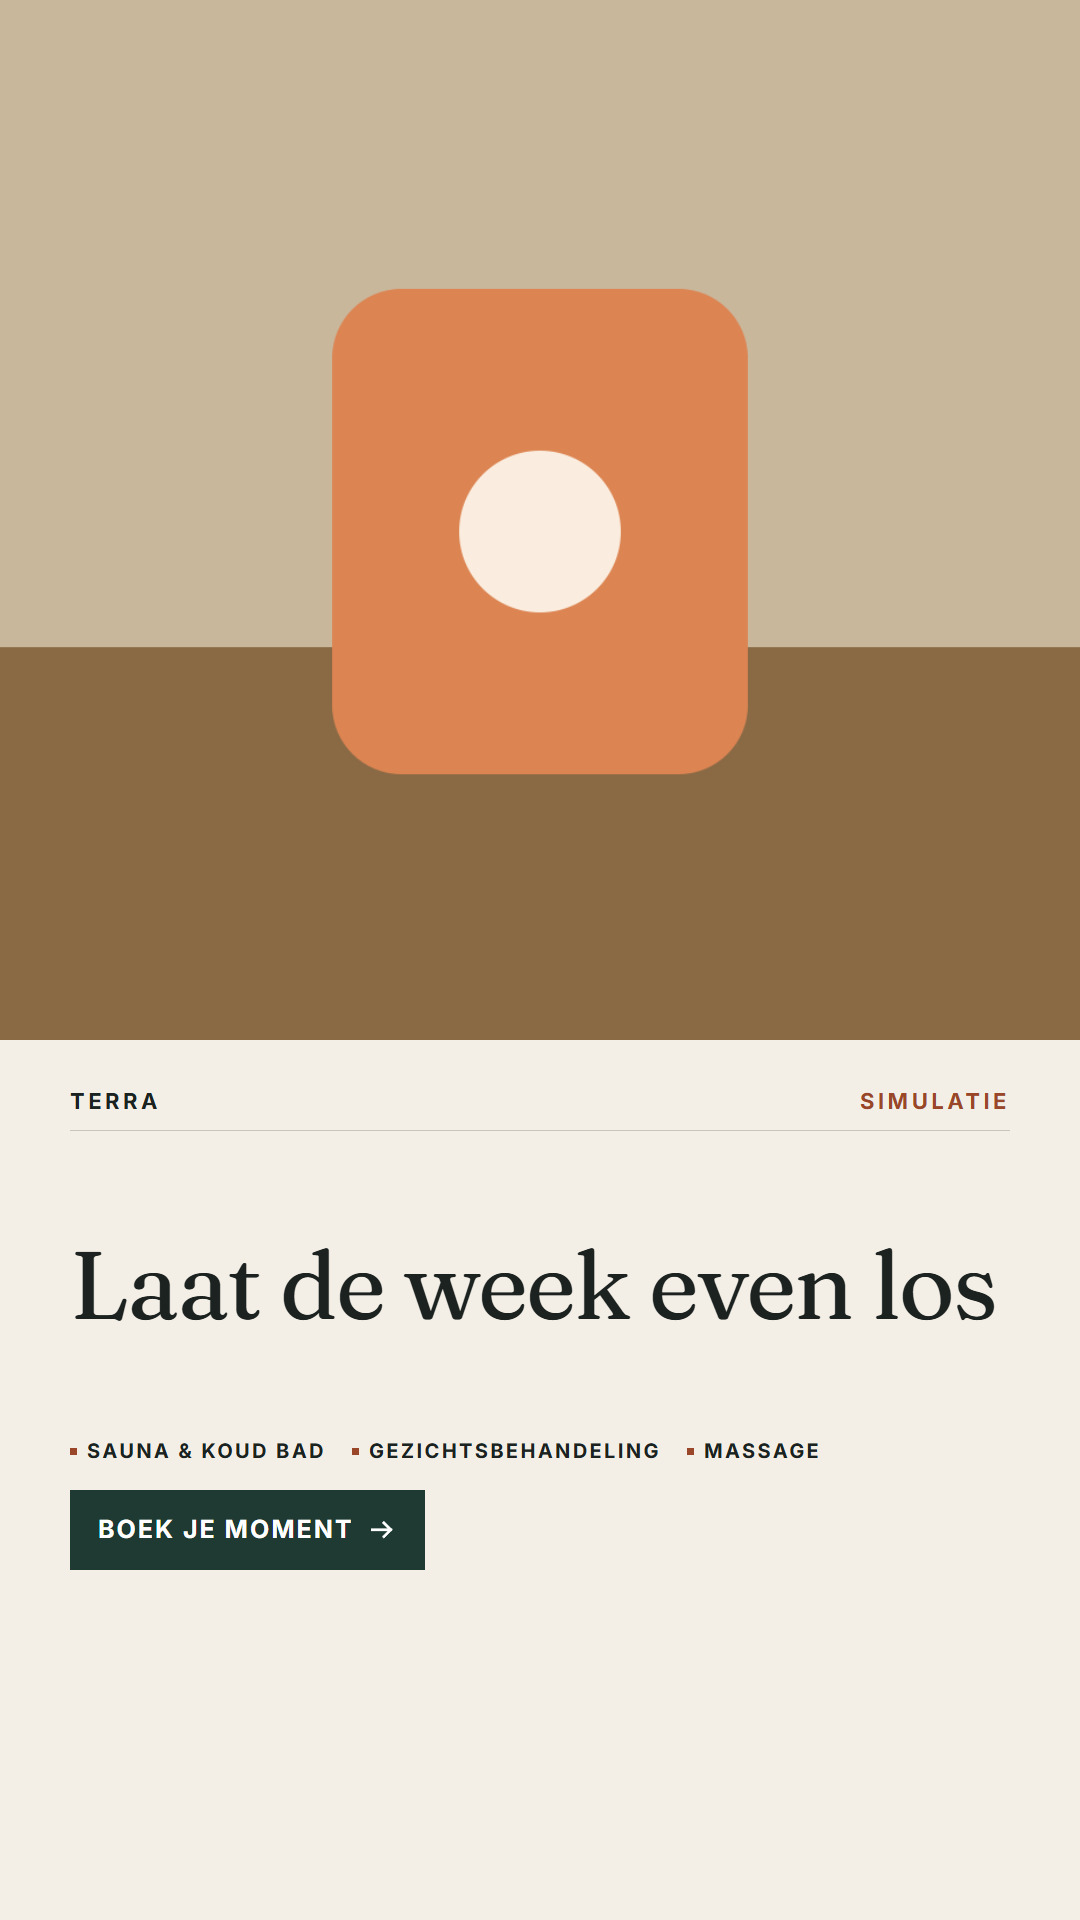 TERRA
SIMULATIE
Laat de week even los
SAUNA & KOUD BAD
GEZICHTSBEHANDELING
MASSAGE
BOEK JE MOMENT →